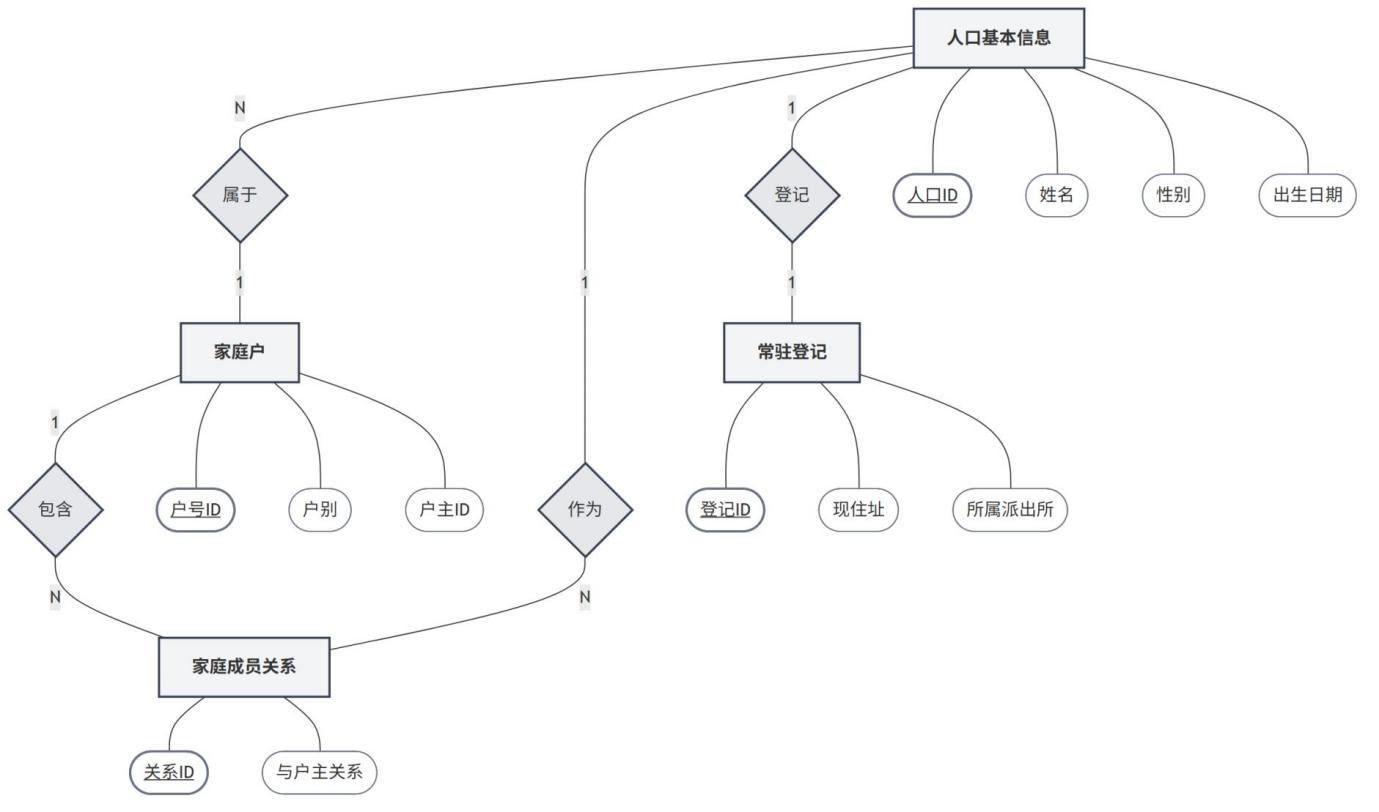 人口基本信息
N
1
属于
登记
人口ID
姓名
性别
出生日期
1
1
1
家庭户
常驻登记
1
包含
户号ID
户别
户主ID
作为
登记ID
现住址
所属派出所
N
N
家庭成员关系
关系ID
与户主关系